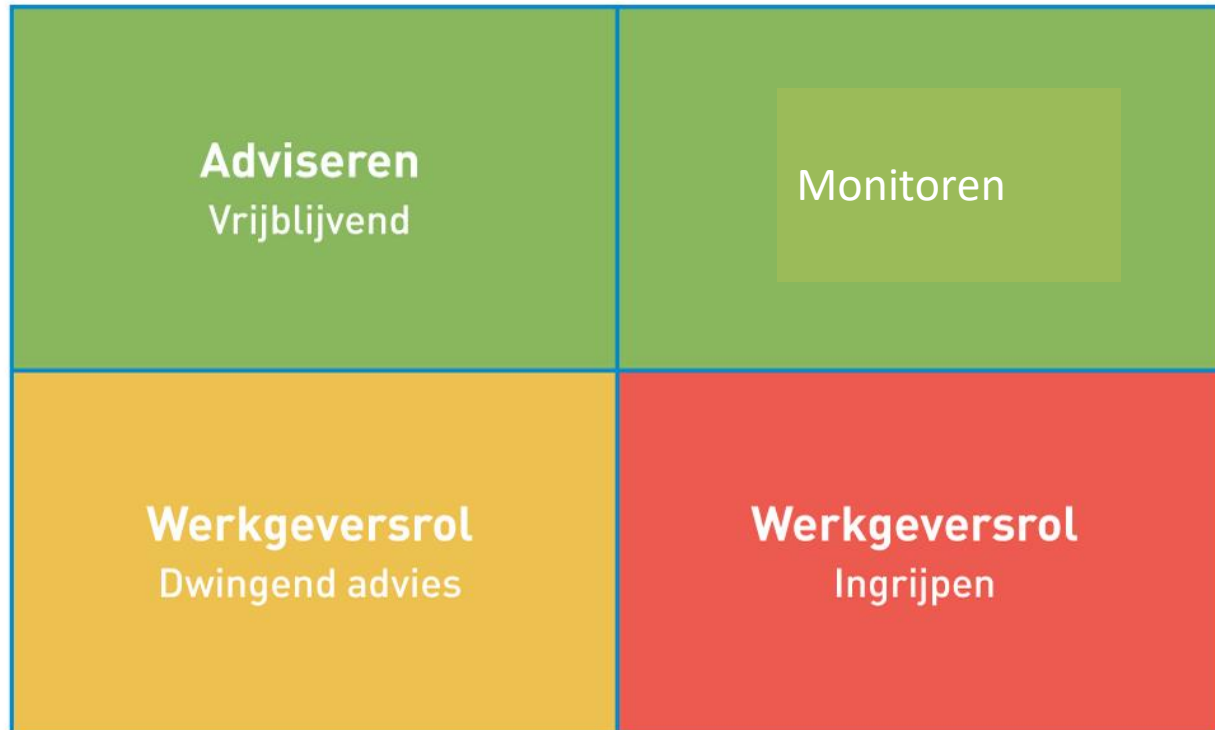 Adviseren
Vrijblijvend
Monitoren
Werkgeversrol
Dwingend advies
Werkgeversrol
Ingrijpen